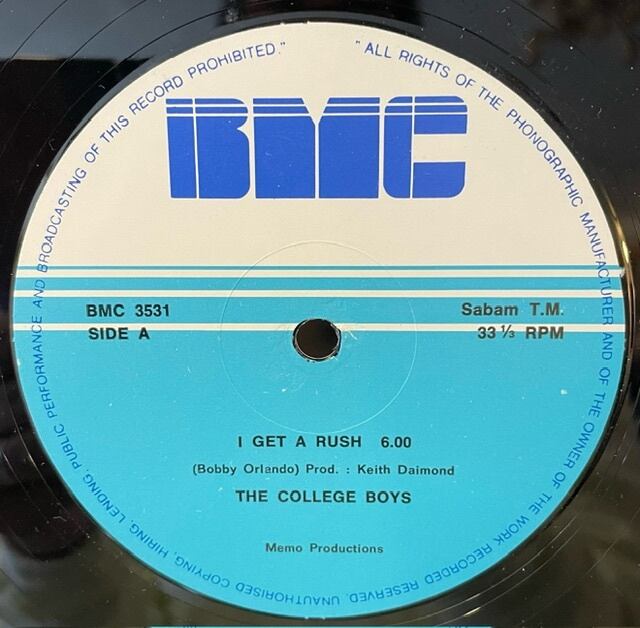 "ALL RIGHTS OF THE PHONOGRAPHIC MANUFACTURER AND OF THE OWNER OF THE WORK RECORDED RESERVED. UNAUTHORISED COPYING, HIRING, LENDING, PUBLIC PERFORMANCE AND BROADCASTING OF THIS RECORD PROHIBITED."
BMC
BMC 3531
SIDE A
Sabam T.M.
33 ⅓ RPM
I GET A RUSH 6.00
(Bobby Orlando) Prod. : Keith Daimond
THE COLLEGE BOYS
Memo Productions